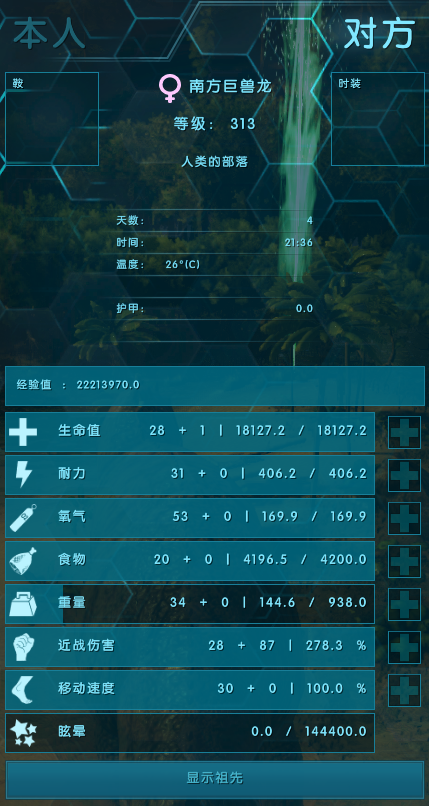 本人 对方
鞍 南方巨兽龙 时装
等级： 313
人类的部落
天数： 4
时间： 21:36
温度： 26°(C)
护甲： 0.0
经验值 ： 22213970.0
生命值 28 + 1 | 18127.2 / 18127.2
耐力 31 + 0 | 406.2 / 406.2
氧气 53 + 0 | 169.9 / 169.9
食物 20 + 0 | 4196.5 / 4200.0
重量 34 + 0 | 144.6 / 938.0
近战伤害 28 + 87 | 278.3 %
移动速度 30 + 0 | 100.0 %
眩晕 0.0 / 144400.0
显示祖先